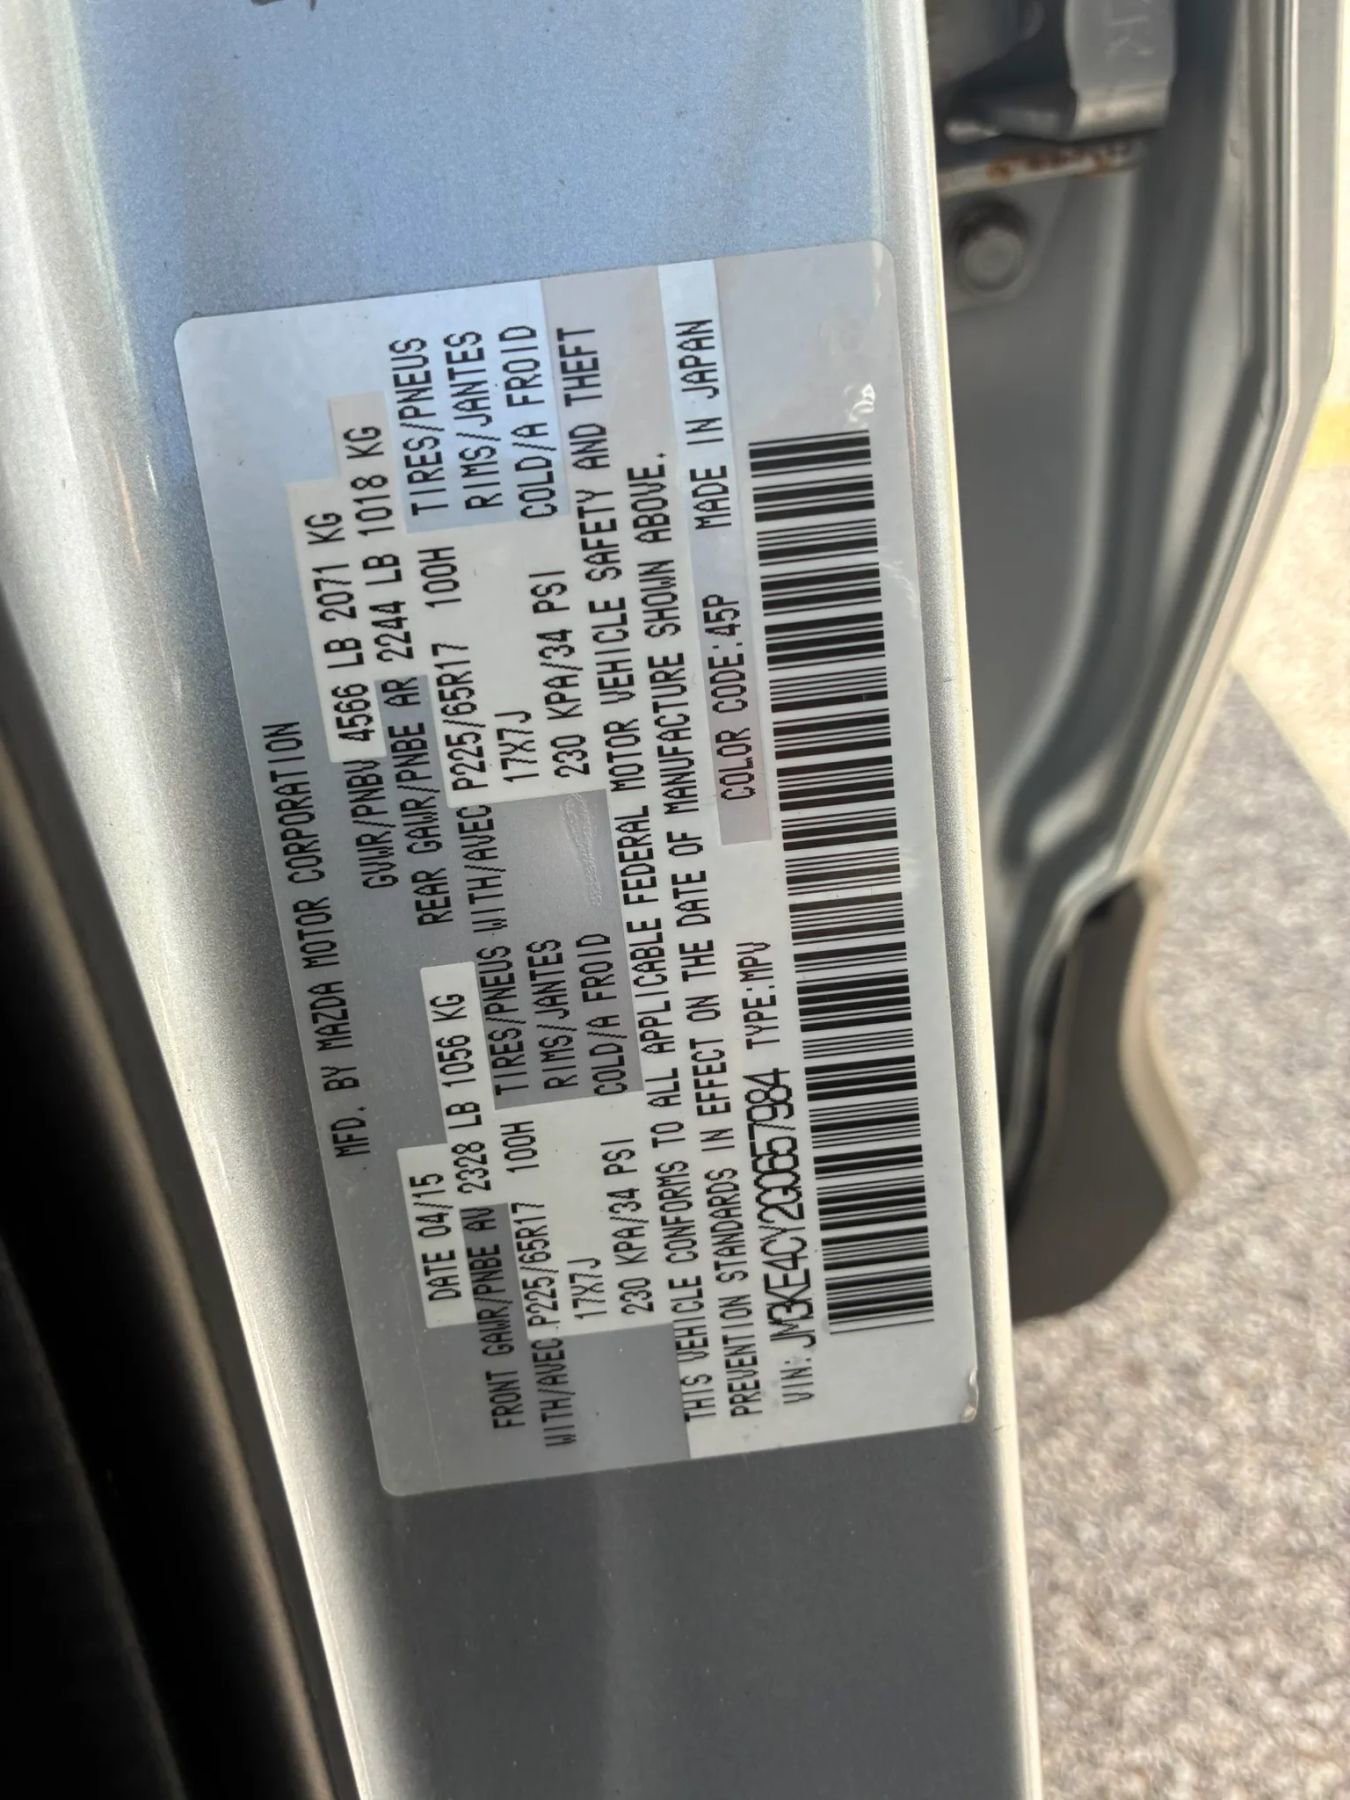 MFD. BY MAZDA MOTOR CORPORATION
DATE 04/15 GVWR/PNBV 4566 LB 2071 KG
FRONT GAWR/PNBE AV 2328 LB 1056 KG REAR GAWR/PNBE AR 2244 LB 1018 KG
WITH/AVEC P225/65R17 100H TIRES/PNEUS WITH/AVEC P225/65R17 100H TIRES/PNEUS
17X7J RIMS/JANTES 17X7J RIMS/JANTES
230 KPA/34 PSI COLD/A FROID 230 KPA/34 PSI COLD/A FROID
THIS VEHICLE CONFORMS TO ALL APPLICABLE FEDERAL MOTOR VEHICLE SAFETY AND THEFT
PREVENTION STANDARDS IN EFFECT ON THE DATE OF MANUFACTURE SHOWN ABOVE.
VIN: JM3KE4CY2G0657984 TYPE:MPV COLOR CODE:45P MADE IN JAPAN